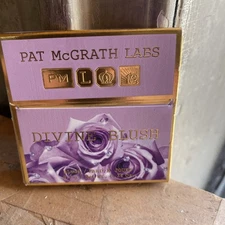 PAT McGRATH LABS
DIVINE BLUSH